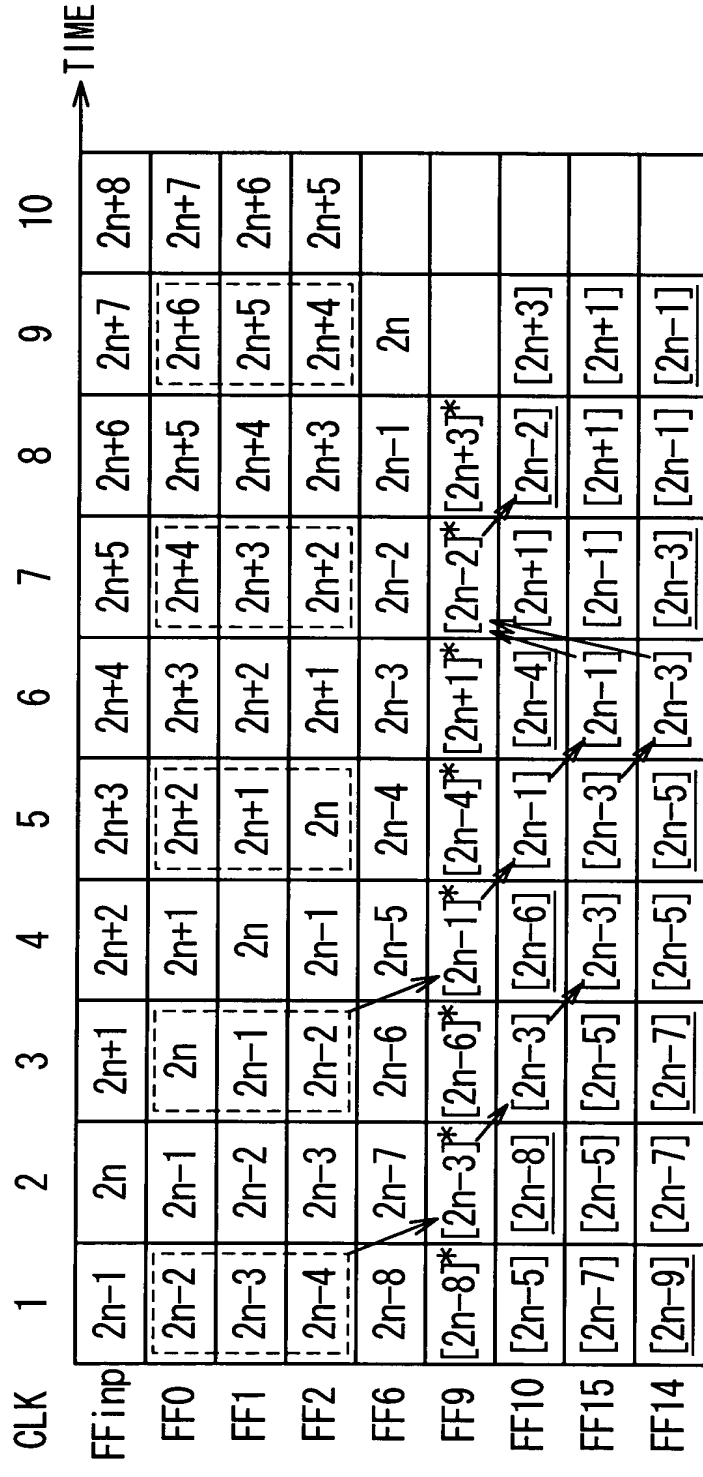 TIME
CLK 1 2 3 4 5 6 7 8 9 10
FFinp 2n−1 2n 2n+1 2n+2 2n+3 2n+4 2n+5 2n+6 2n+7 2n+8
FF0 2n−2 2n−1 2n 2n+1 2n+2 2n+3 2n+4 2n+5 2n+6 2n+7
FF1 2n−3 2n−2 2n−1 2n 2n+1 2n+2 2n+3 2n+4 2n+5 2n+6
FF2 2n−4 2n−3 2n−2 2n−1 2n 2n+1 2n+2 2n+3 2n+4 2n+5
FF6 2n−8 2n−7 2n−6 2n−5 2n−4 2n−3 2n−2 2n−1 2n
FF9 [2n−8]* [2n−3]* [2n−6]* [2n−1]* [2n−4]* [2n+1]* [2n−2]* [2n+3]*
FF10 [2n−5] [2n−8] [2n−3] [2n−6] [2n−1] [2n−4] [2n+1] [2n−2] [2n+3]
FF15 [2n−7] [2n−5] [2n−5] [2n−3] [2n−3] [2n−1] [2n−1] [2n+1] [2n+1]
FF14 [2n−9] [2n−7] [2n−7] [2n−5] [2n−5] [2n−3] [2n−3] [2n−1] [2n−1]